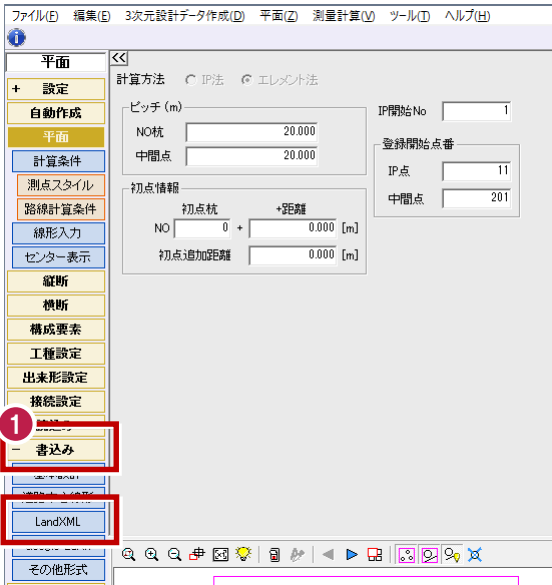 ファイル(F) 編集(E) 3次元設計データ作成(D) 平面(Z) 測量計算(V) ツール(T) ヘルプ(H)
平面
<<
計算方法 IP法 エレメント法
+ 設定
自動作成
平面
計算条件
測点スタイル
路線計算条件
線形入力
センター表示
縦断
横断
構成要素
工種設定
出来形設定
接続設定
1
− 書込み
LandXML
その他形式
ピッチ (m)
NO杭 20.000
中間点 20.000
初点情報
初点杭 +距離
NO 0 + 0.000 [m]
初点追加距離 0.000 [m]
IP開始No 1
登録開始点番
IP点 11
中間点 201